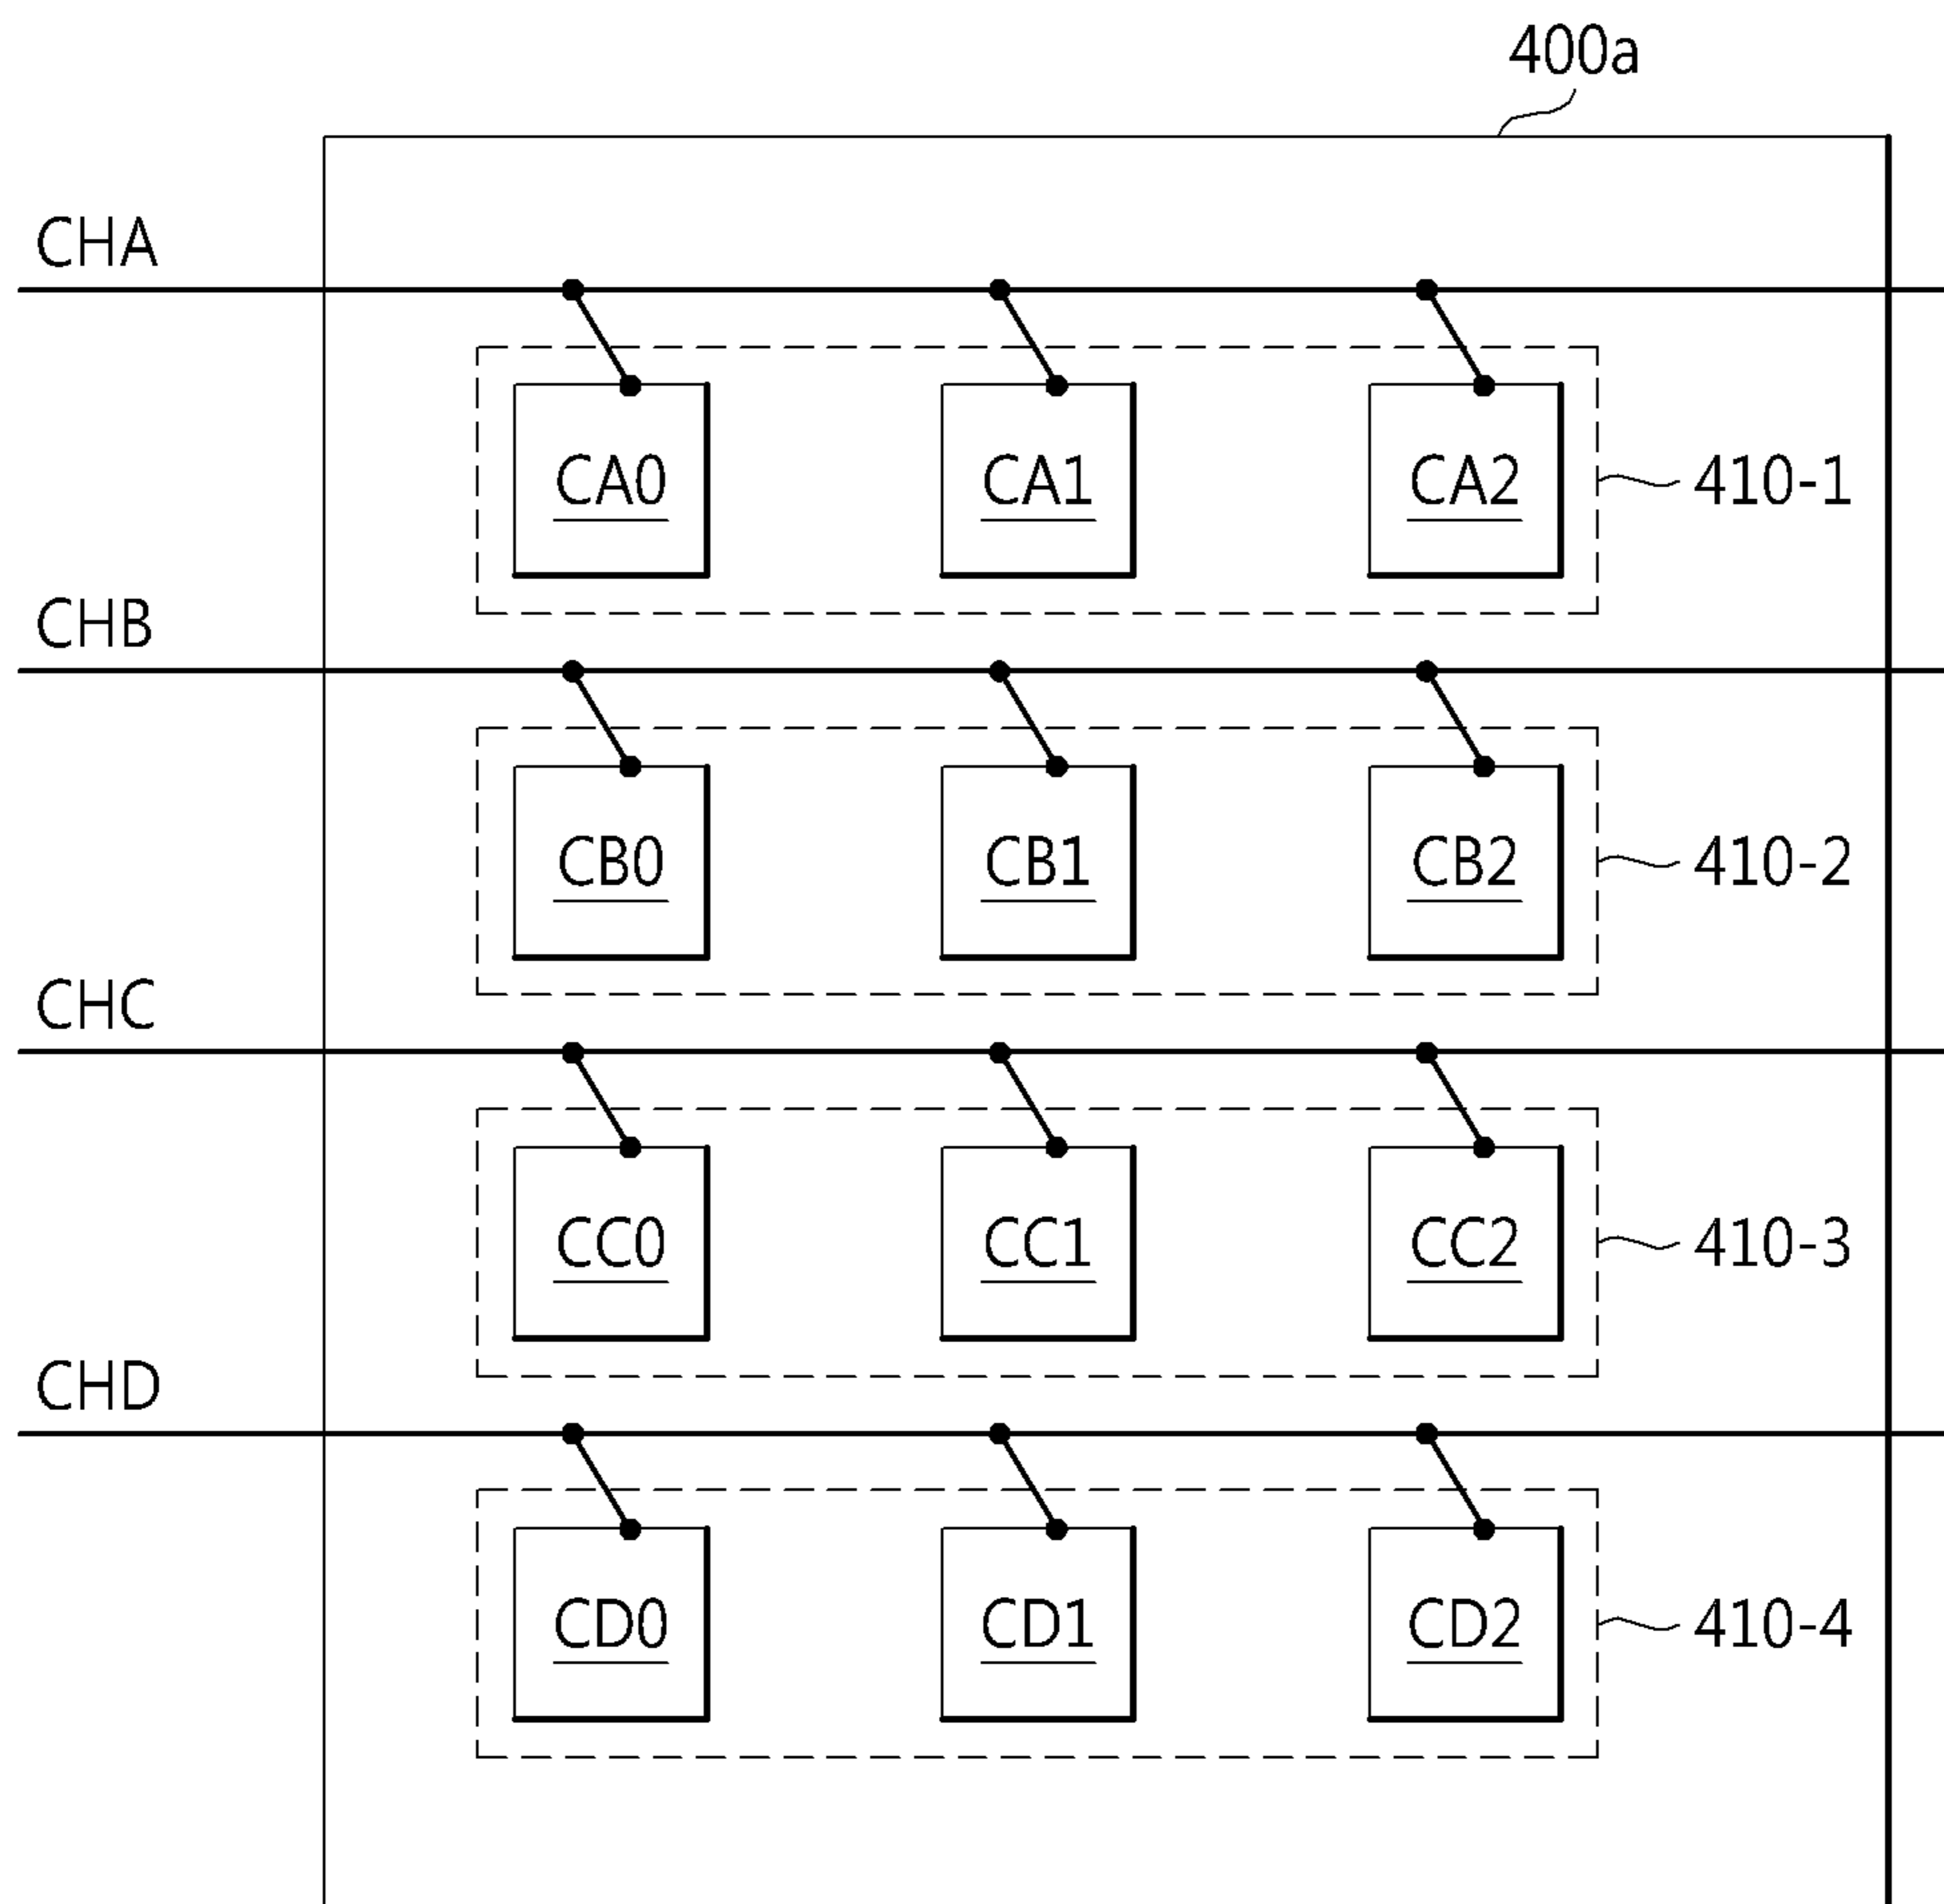 400a
CHA
CA0 CA1 CA2 410-1
CHB
CB0 CB1 CB2 410-2
CHC
CC0 CC1 CC2 410-3
CHD
CD0 CD1 CD2 410-4